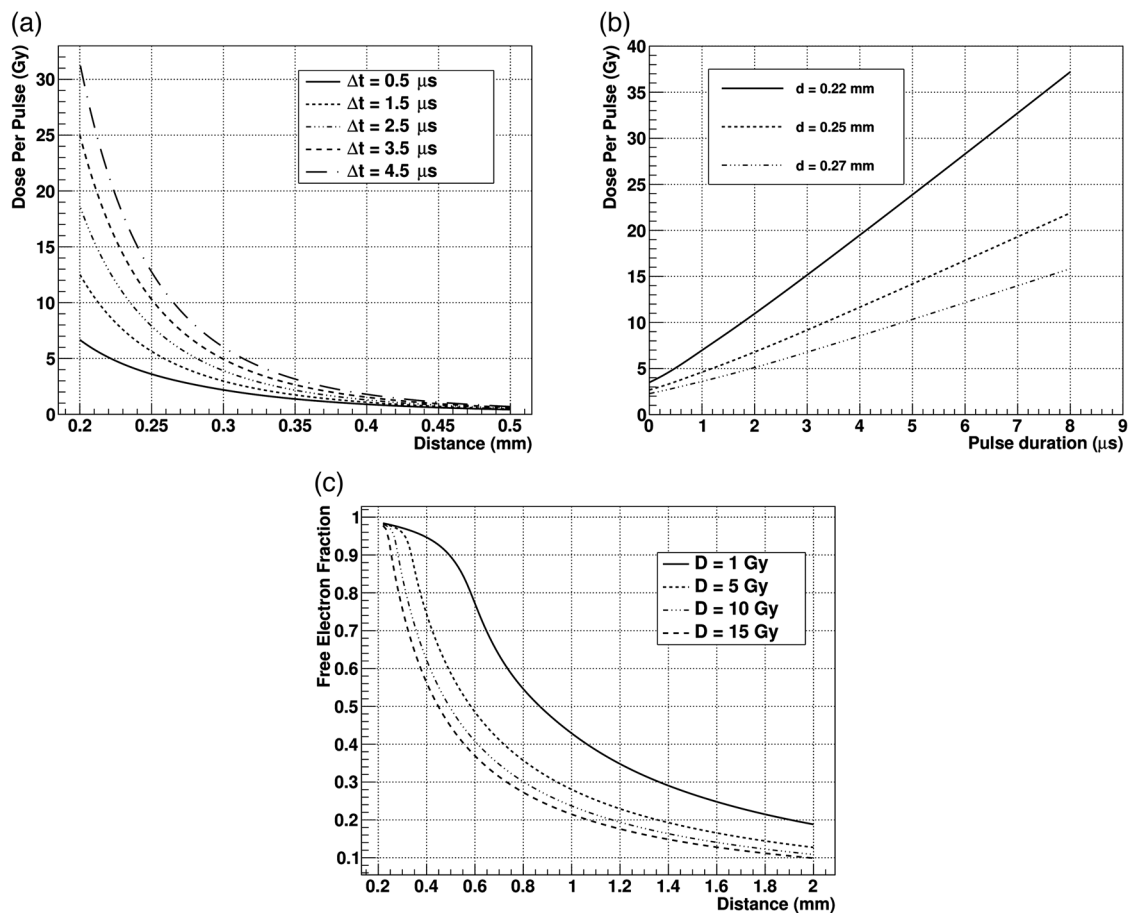 (a)
Dose Per Pulse (Gy)
30
25
20
15
10
5
0
Δt = 0.5 μs
Δt = 1.5 μs
Δt = 2.5 μs
Δt = 3.5 μs
Δt = 4.5 μs
0.2 0.25 0.3 0.35 0.4 0.45 0.5
Distance (mm)
(b)
Dose Per Pulse (Gy)
40
35
30
25
20
15
10
5
0
d = 0.22 mm
d = 0.25 mm
d = 0.27 mm
0 1 2 3 4 5 6 7 8 9
Pulse duration (μs)
(c)
Free Electron Fraction
1
0.9
0.8
0.7
0.6
0.5
0.4
0.3
0.2
0.1
D = 1 Gy
D = 5 Gy
D = 10 Gy
D = 15 Gy
0.2 0.4 0.6 0.8 1 1.2 1.4 1.6 1.8 2
Distance (mm)